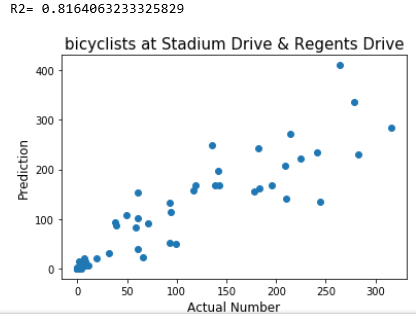 R2= 0.8164063233325829
bicyclists at Stadium Drive & Regents Drive
400
300
200
100
0
Prediction
0 50 100 150 200 250 300
Actual Number